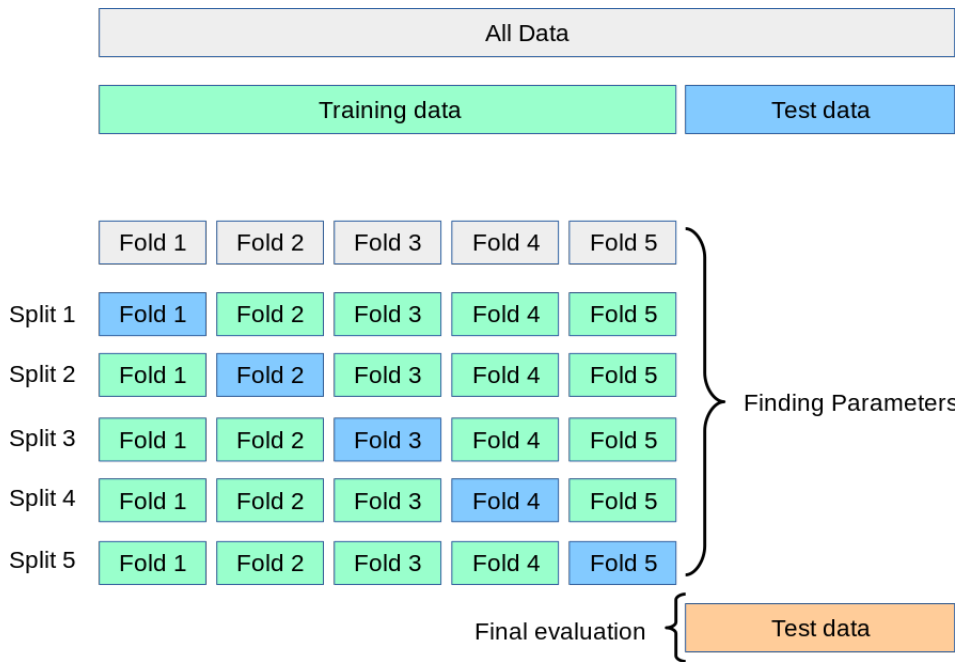 All Data
Training data Test data
Fold 1 Fold 2 Fold 3 Fold 4 Fold 5
Split 1 Fold 1 Fold 2 Fold 3 Fold 4 Fold 5
Split 2 Fold 1 Fold 2 Fold 3 Fold 4 Fold 5
Finding Parameters
Split 3 Fold 1 Fold 2 Fold 3 Fold 4 Fold 5
Split 4 Fold 1 Fold 2 Fold 3 Fold 4 Fold 5
Split 5 Fold 1 Fold 2 Fold 3 Fold 4 Fold 5
Final evaluation Test data